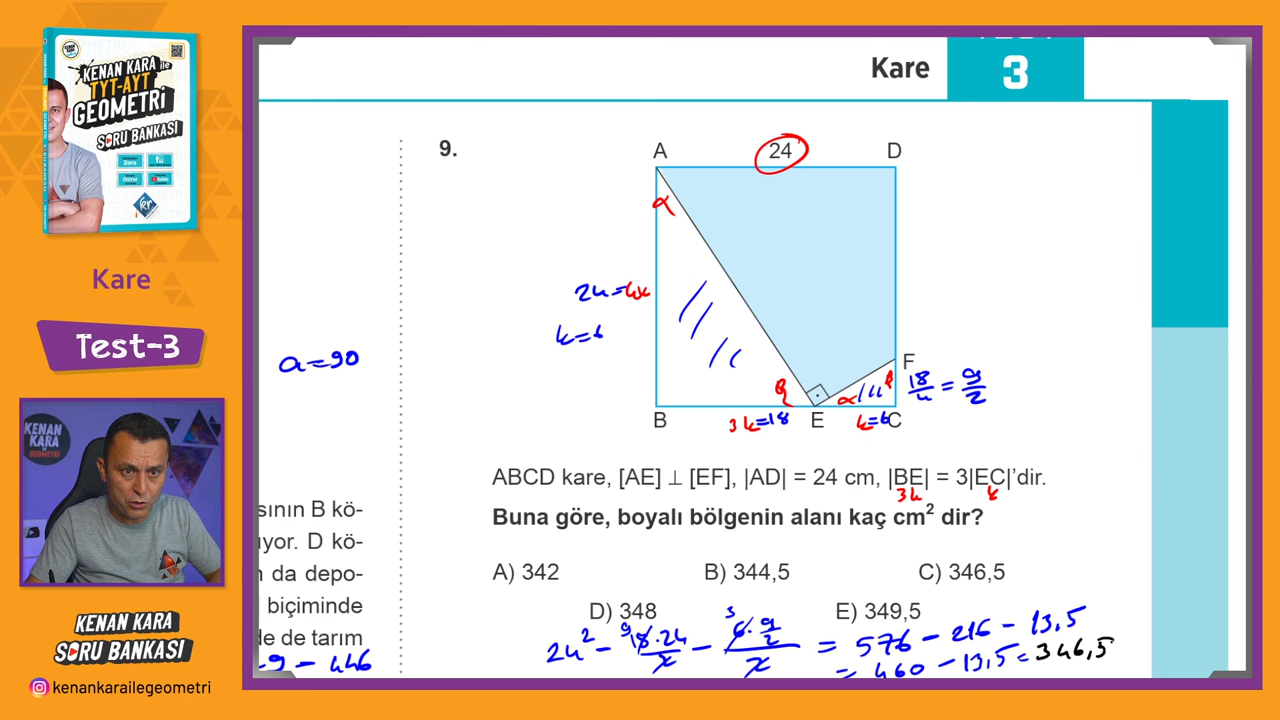 KENAN KARA ile
TYT-AYT
GEOMETRİ
SORU BANKASI
Kare
Test-3
KENAN
KARA
GEOMETRİ
KENAN KARA
SORU BANKASI
kenankarailegeometri
Kare
3
a=90
sının B kö-
da depo-
biçiminde
de de tarım
-9 - 446
9.
A 24 D
α
24=4k
k=6
F
α
18/4 = 9/2
B 3k=18 E k=6 C
ABCD kare, [AE] ⊥ [EF], |AD| = 24 cm, |BE| = 3|EC|'dir.
3k k
Buna göre, boyalı bölgenin alanı kaç cm² dir?
A) 342 B) 344,5 C) 346,5
D) 348 E) 349,5
24² - 18·24/2 - 6·9/2/2 = 576 - 216 - 13,5
= 460 - 13,5 = 346,5